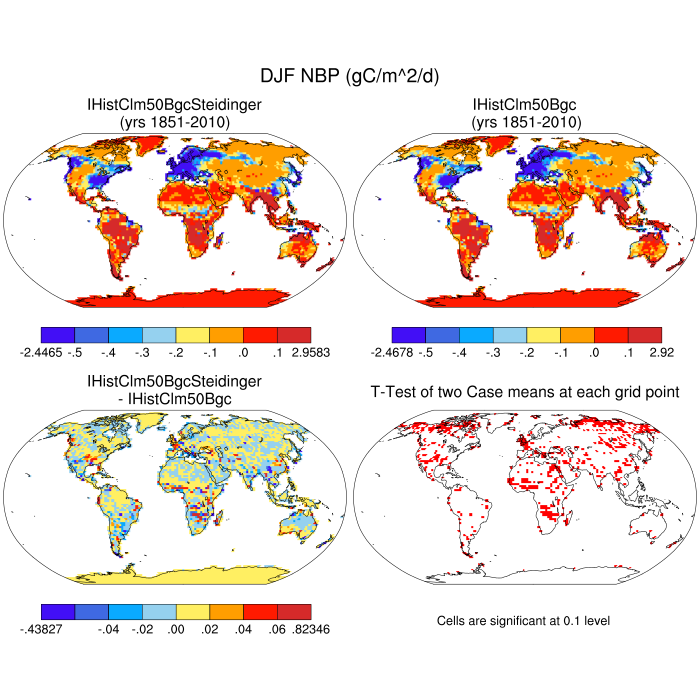 DJF NBP (gC/m^2/d)
IHistClm50BgcSteidinger
(yrs 1851-2010)
IHistClm50Bgc
(yrs 1851-2010)
-2.4465 -.5 -.4 -.3 -.2 -.1 .0 .1 2.9583
-2.4678 -.5 -.4 -.3 -.2 -.1 .0 .1 2.92
IHistClm50BgcSteidinger
- IHistClm50Bgc
T-Test of two Case means at each grid point
-.43827 -.04 -.02 .00 .02 .04 .06 .82346
Cells are significant at 0.1 level